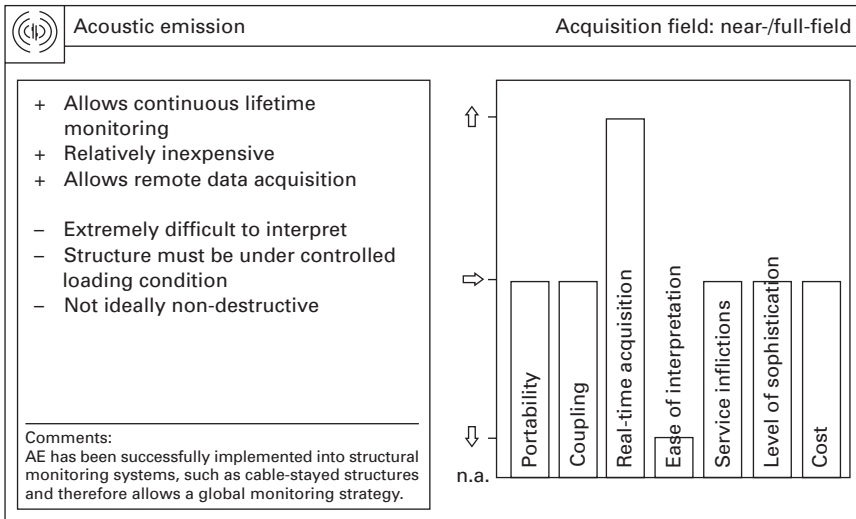 Acoustic emission
Acquisition field: near-/full-field
+ Allows continuous lifetime
monitoring
+ Relatively inexpensive
+ Allows remote data acquisition
– Extremely difficult to interpret
– Structure must be under controlled
loading condition
– Not ideally non-destructive
Comments:
AE has been successfully implemented into structural
monitoring systems, such as cable-stayed structures
and therefore allows a global monitoring strategy.
n.a.
Portability
Coupling
Real-time acquisition
Ease of interpretation
Service inflictions
Level of sophistication
Cost